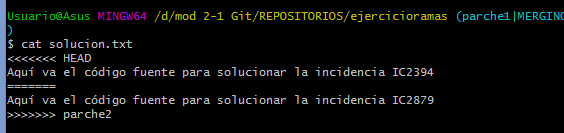 Usuario@Asus MINGW64 /d/mod 2-1 Git/REPOSITORIOS/ejercicioramas (parche1|MERGING
)
$ cat solucion.txt
<<<<<<< HEAD
Aquí va el código fuente para solucionar la incidencia IC2394
=======
Aquí va el código fuente para solucionar la incidencia IC2879
>>>>>>> parche2